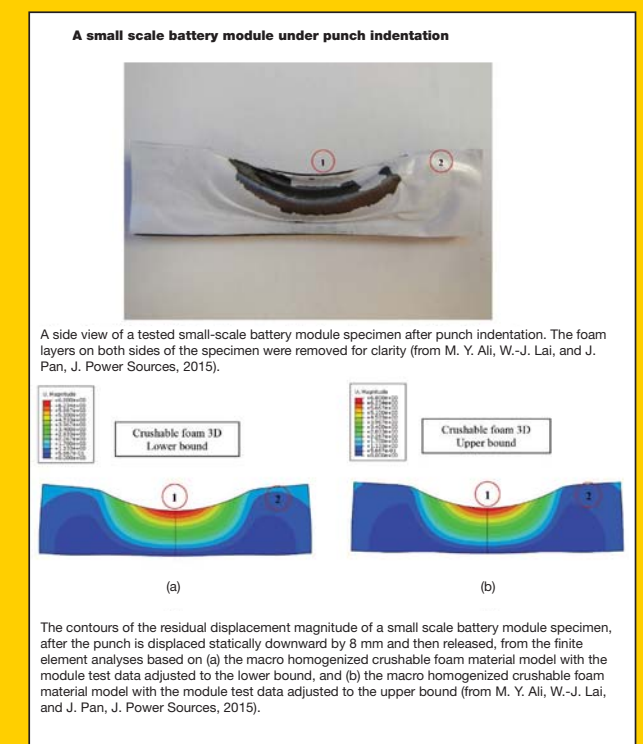 A small scale battery module under punch indentation
1
2
A side view of a tested small-scale battery module specimen after punch indentation. The foam
layers on both sides of the specimen were removed for clarity (from M. Y. Ali, W.-J. Lai, and J.
Pan, J. Power Sources, 2015).
U, Magnitude
Crushable foam 3D
Lower bound
1
2
(a)
U, Magnitude
Crushable foam 3D
Upper bound
1
2
(b)
The contours of the residual displacement magnitude of a small scale battery module specimen,
after the punch is displaced statically downward by 8 mm and then released, from the finite
element analyses based on (a) the macro homogenized crushable foam material model with the
module test data adjusted to the lower bound, and (b) the macro homogenized crushable foam
material model with the module test data adjusted to the upper bound (from M. Y. Ali, W.-J. Lai,
and J. Pan, J. Power Sources, 2015).